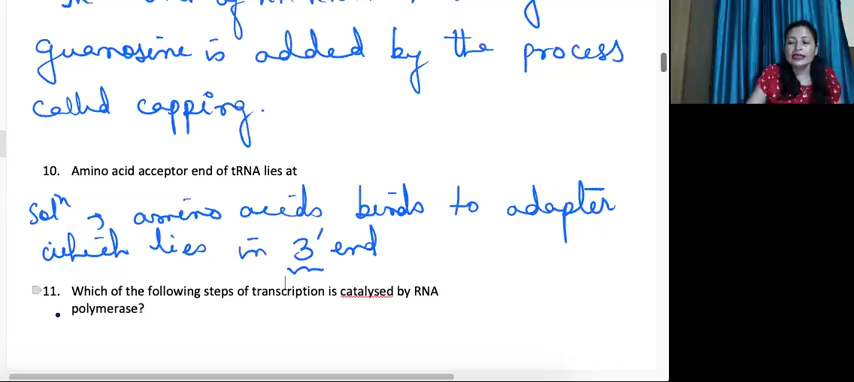 guanosine is added by the process
called capping.
10. Amino acid acceptor end of tRNA lies at
Solⁿ → amino acids binds to adapter
which lies in 3' end
11. Which of the following steps of transcription is catalysed by RNA
polymerase?